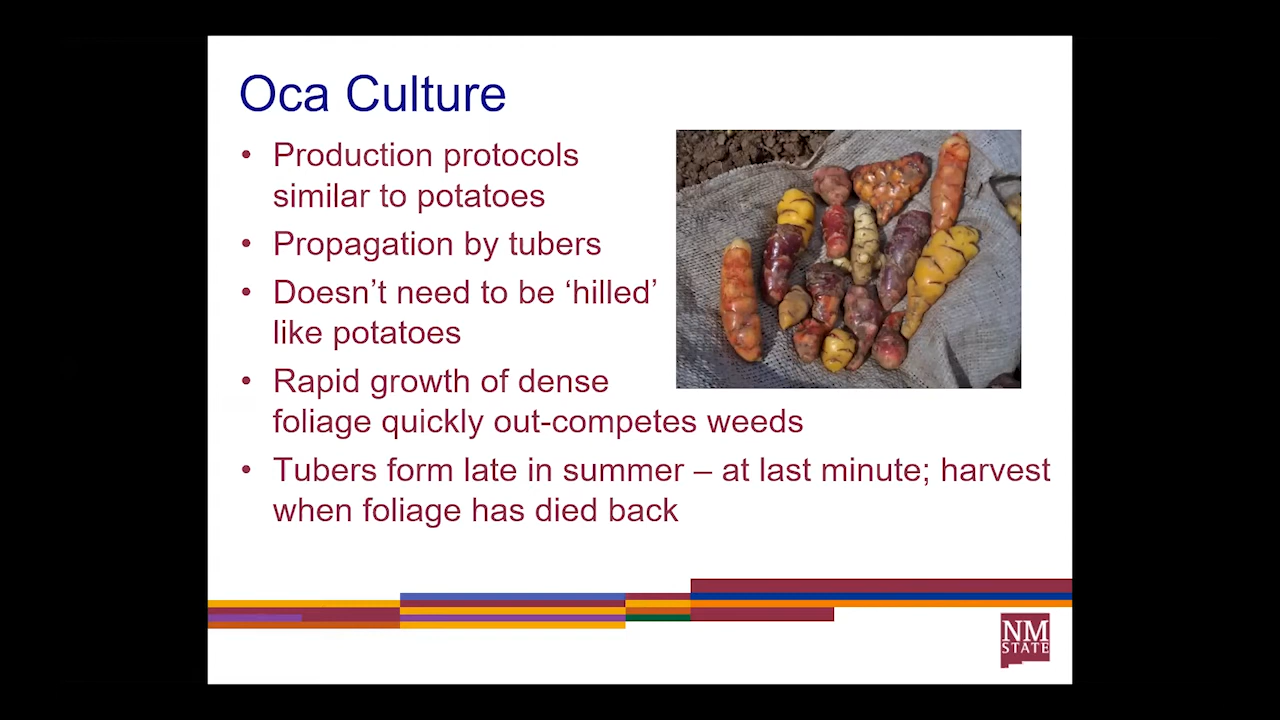 Oca Culture
• Production protocols
similar to potatoes
• Propagation by tubers
• Doesn’t need to be ‘hilled’
like potatoes
• Rapid growth of dense
foliage quickly out-competes weeds
• Tubers form late in summer – at last minute; harvest
when foliage has died back
NM
STATE